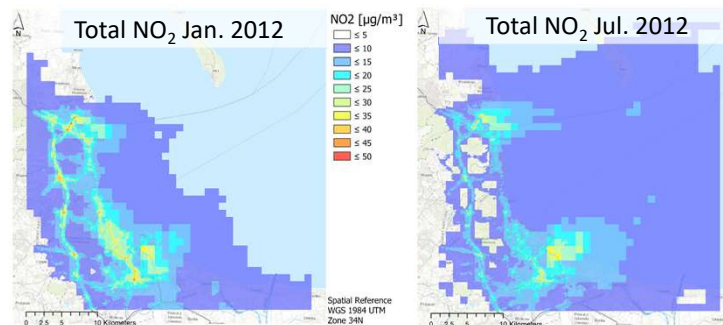 Total NO₂ Jan. 2012
NO2 [µg/m³]
≤ 5
≤ 10
≤ 15
≤ 20
≤ 25
≤ 30
≤ 35
≤ 40
≤ 45
≤ 50
Spatial Reference
WGS 1984 UTM
Zone 34N
N
0 2.5 5 10 Kilometers
Total NO₂ Jul. 2012
N
0 2.5 5 10 Kilometers